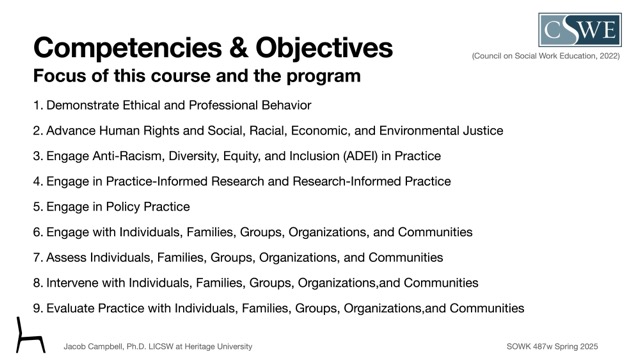 CSWE
Competencies & Objectives
(Council on Social Work Education, 2022)
Focus of this course and the program
1. Demonstrate Ethical and Professional Behavior
2. Advance Human Rights and Social, Racial, Economic, and Environmental Justice
3. Engage Anti-Racism, Diversity, Equity, and Inclusion (ADEI) in Practice
4. Engage in Practice-Informed Research and Research-Informed Practice
5. Engage in Policy Practice
6. Engage with Individuals, Families, Groups, Organizations, and Communities
7. Assess Individuals, Families, Groups, Organizations, and Communities
8. Intervene with Individuals, Families, Groups, Organizations,and Communities
9. Evaluate Practice with Individuals, Families, Groups, Organizations,and Communities
Jacob Campbell, Ph.D. LICSW at Heritage University
SOWK 487w Spring 2025